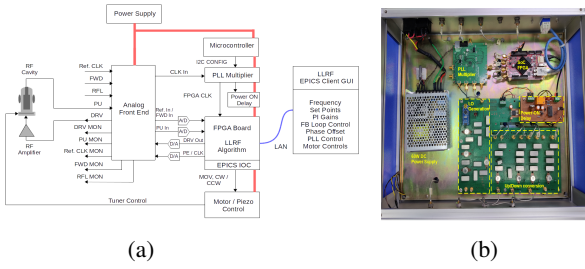 Power Supply
Microcontroller
I2C CONFIG
Ref. CLK
CLK In
PLL Multiplier
LLRF
EPICS Client GUI
RF
Cavity
FWD
RFL
PU
FPGA CLK
Power ON
Delay
Analog
Front End
DRV
Ref. In /
FWD In
A/D
FPGA Board
Frequency
Set Points
PI Gains
FB Loop Control
Phase Offset
PLL Control
Motor Controls
DRV MON
PU In
A/D
LLRF
Algorithm
RF
Amplifier
PU MON
DRV Out
D/A
Ref. CLK MON
PE / CLK
D/A
LAN
FWD MON
EPICS IOC
RFL MON
MOV, CW /
CCW
Tuner Control
Motor / Piezo
Control
PLL
Multiplier
SoC
FPGA
LO
Generation
Power ON
Delay
Power Supply
Up/Down conversion
(a)
(b)